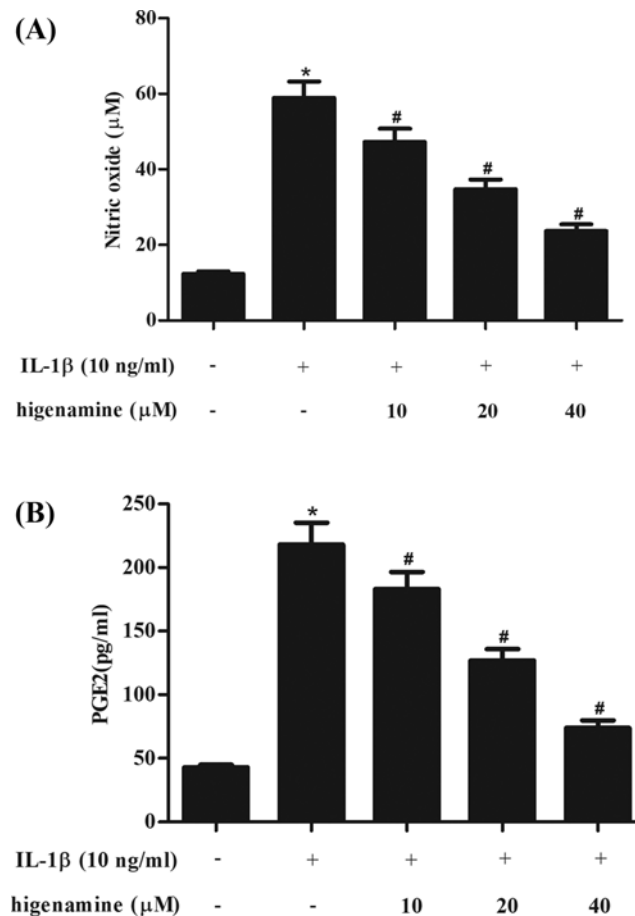 (A)
80
60
40
20
0
Nitric oxide (μM)
*
#
#
#
IL-1β (10 ng/ml) - + + + +
higenamine (μM) - - 10 20 40
(B)
250
200
150
100
50
0
PGE2(pg/ml)
*
#
#
#
IL-1β (10 ng/ml) - + + + +
higenamine (μM) - - 10 20 40